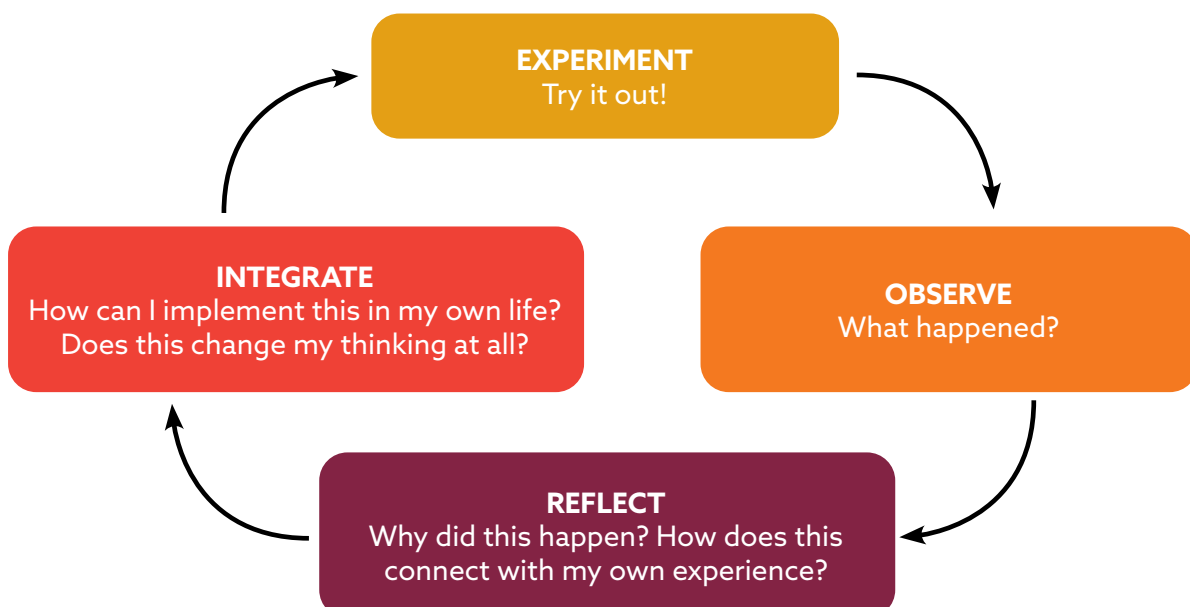 EXPERIMENT
Try it out!
OBSERVE
What happened?
REFLECT
Why did this happen? How does this
connect with my own experience?
INTEGRATE
How can I implement this in my own life?
Does this change my thinking at all?